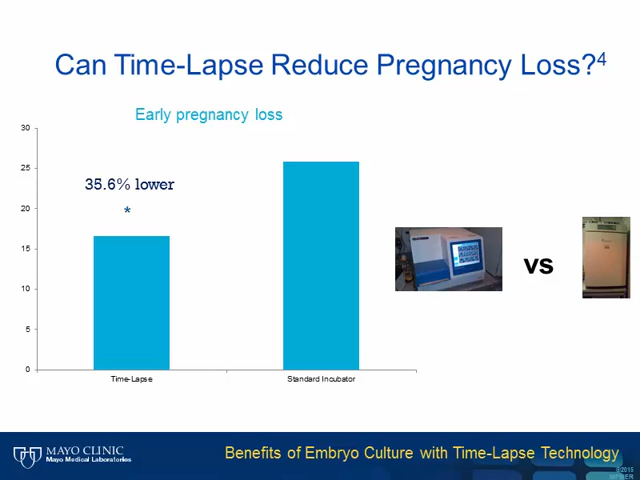 Can Time-Lapse Reduce Pregnancy Loss?4
Early pregnancy loss
30
25
20
15
10
5
0
35.6% lower
*
Time-Lapse
Standard Incubator
vs
MAYO CLINIC
Mayo Medical Laboratories
Benefits of Embryo Culture with Time-Lapse Technology